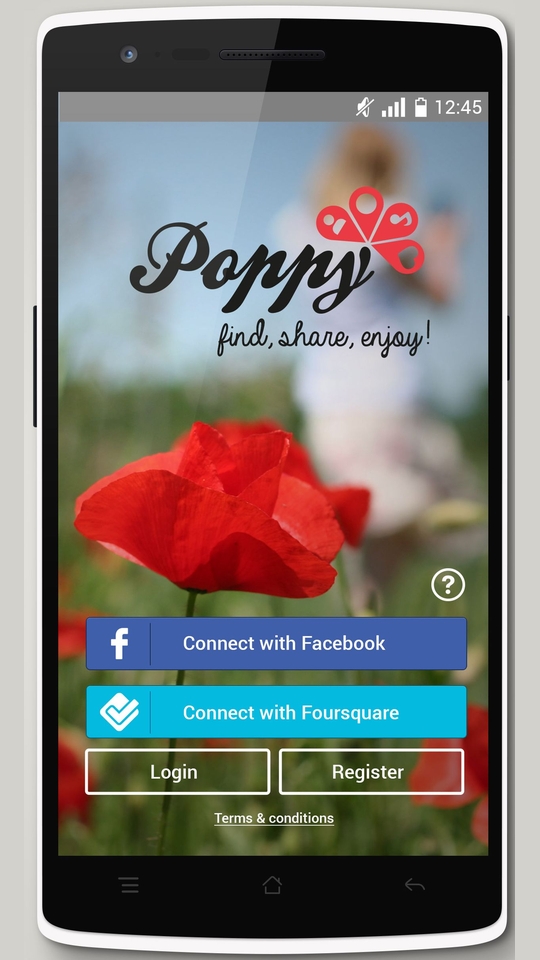 12:45
Poppy
find, share, enjoy!
?
Connect with Facebook
Connect with Foursquare
Login
Register
Terms & conditions